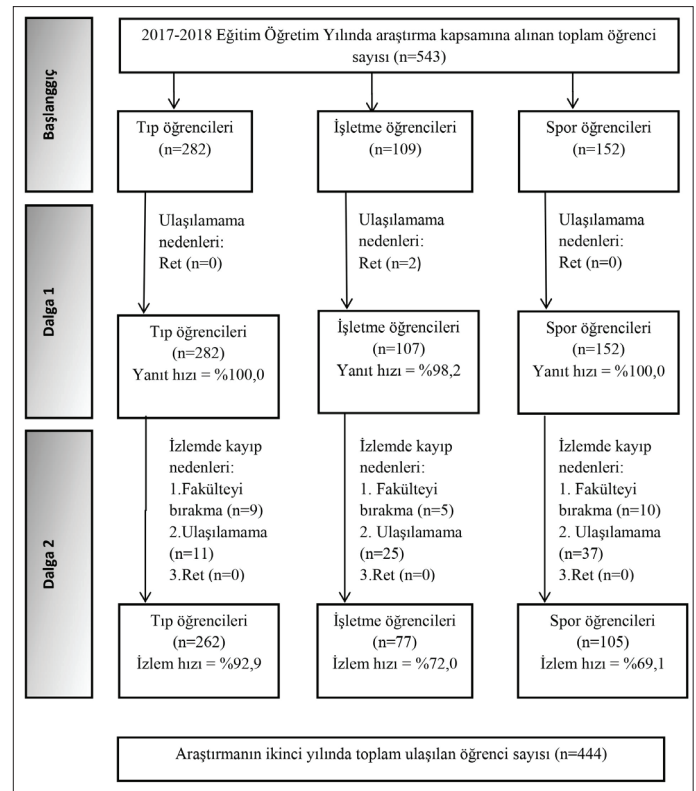 2017-2018 Eğitim Öğretim Yılında araştırma kapsamına alınan toplam öğrenci
sayısı (n=543)
Başlanggıç
Tıp öğrencileri
(n=282)
İşletme öğrencileri
(n=109)
Spor öğrencileri
(n=152)
Dalga 1
Ulaşılamama
nedenleri:
Ret (n=0)
Ulaşılamama
nedenleri:
Ret (n=2)
Ulaşılamama
nedenleri:
Ret (n=0)
Tıp öğrencileri
(n=282)
Yanıt hızı = %100,0
İşletme öğrencileri
(n=107)
Yanıt hızı = %98,2
Spor öğrencileri
(n=152)
Yanıt hızı = %100,0
Dalga 2
İzlemde kayıp
nedenleri:
1.Fakülteyi
bırakma (n=9)
2.Ulaşılamama
(n=11)
3.Ret (n=0)
İzlemde kayıp
nedenleri:
1. Fakülteyi
bırakma (n=5)
2. Ulaşılamama
(n=25)
3.Ret (n=0)
İzlemde kayıp
nedenleri:
1. Fakülteyi
bırakma (n=10)
2. Ulaşılamama
(n=37)
3.Ret (n=0)
Tıp öğrencileri
(n=262)
İzlem hızı = %92,9
İşletme öğrencileri
(n=77)
İzlem hızı = %72,0
Spor öğrencileri
(n=105)
İzlem hızı = %69,1
Araştırmanın ikinci yılında toplam ulaşılan öğrenci sayısı (n=444)